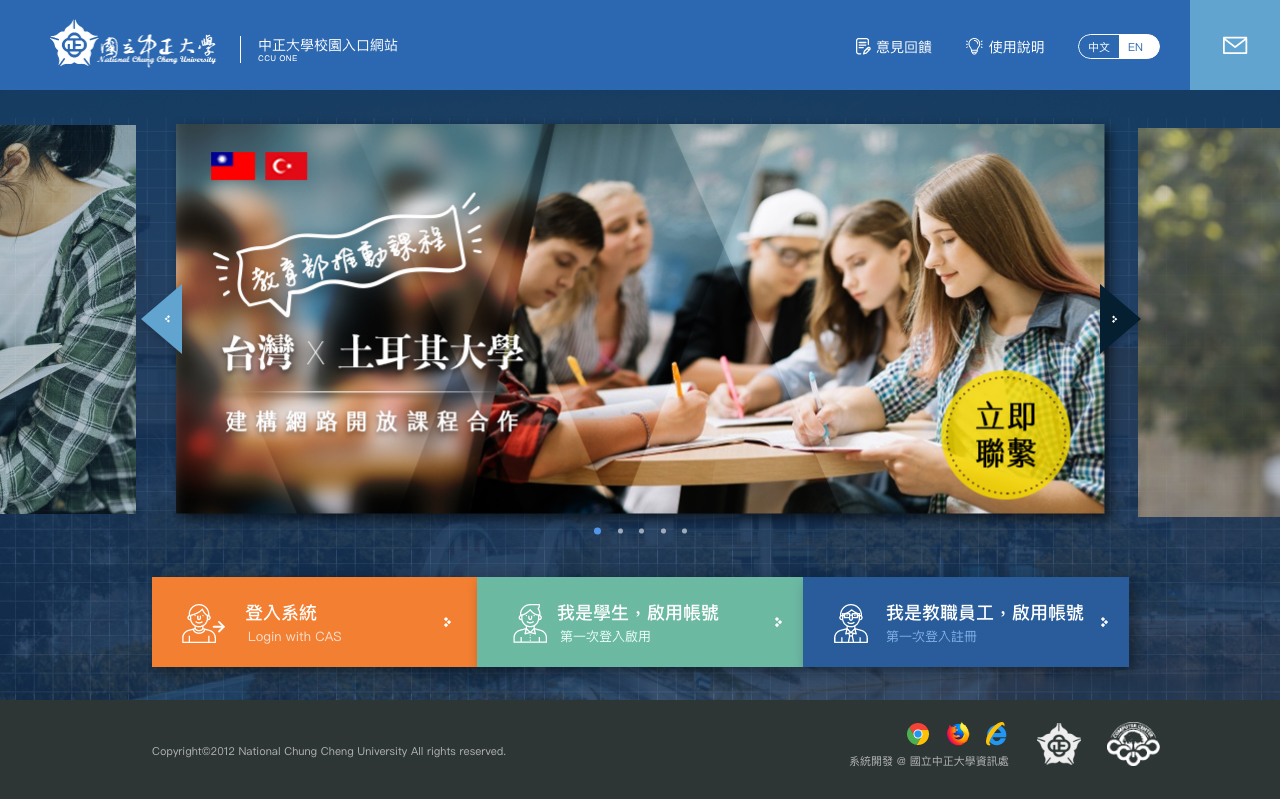 國立中正大學
National Chung Cheng University
中正大學校園入口網站
CCU ONE
意見回饋
使用說明
中文
EN
教育部推動課程
台灣 x 土耳其大學
建構網路開放課程合作
立即
聯繫
登入系統
Login with CAS
我是學生，啟用帳號
第一次登入啟用
我是教職員工，啟用帳號
第一次登入註冊
Copyright©2012 National Chung Cheng University All rights reserved.
系統開發 @ 國立中正大學資訊處
COMPUTER CENTER